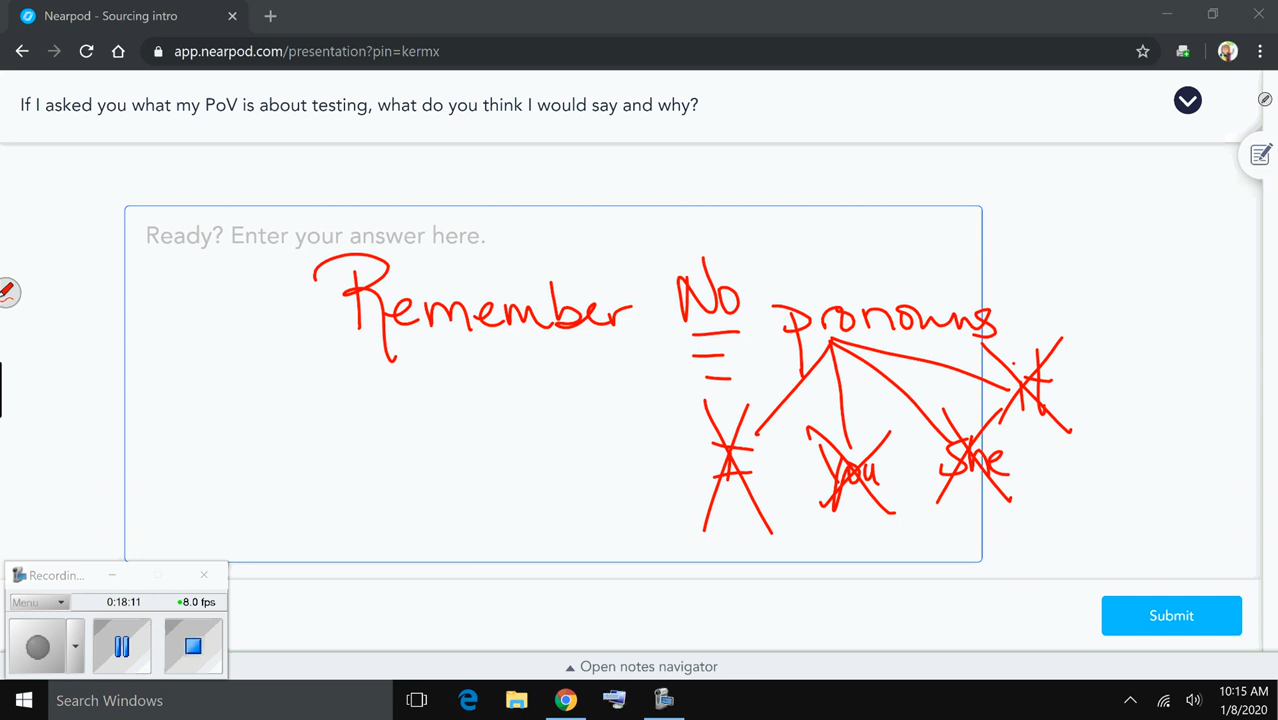 Nearpod - Sourcing intro
app.nearpod.com/presentation?pin=kermx
If I asked you what my PoV is about testing, what do you think I would say and why?
Ready? Enter your answer here.
Remember No pronouns
I You She it
Recordin...
Menu 0:18:11 8.0 fps
Submit
Open notes navigator
Search Windows
10:15 AM
1/8/2020